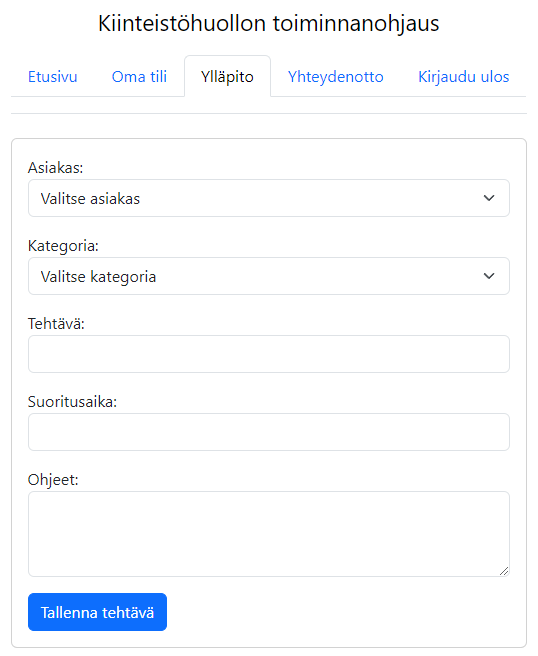 Kiinteistöhuollon toiminnanohjaus
Etusivu Oma tili Ylläpito Yhteydenotto Kirjaudu ulos
Asiakas:
Valitse asiakas
Kategoria:
Valitse kategoria
Tehtävä:
Suoritusaika:
Ohjeet:
Tallenna tehtävä